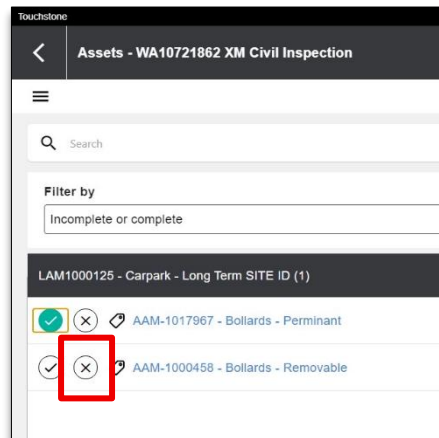 Touchstone
Assets - WA10721862 XM Civil Inspection
Search
Filter by
Incomplete or complete
LAM1000125 - Carpark - Long Term SITE ID (1)
AAM-1017967 - Bollards - Perminant
AAM-1000458 - Bollards - Removable